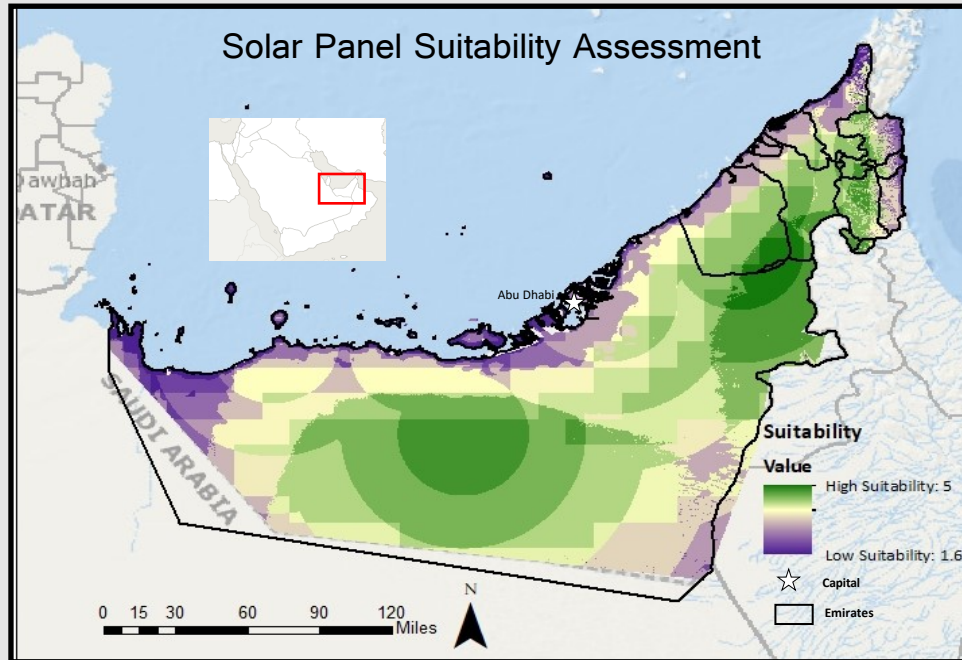 Solar Panel Suitability Assessment
awhah
ATAR
Abu Dhabi
SAUDI ARABIA
Suitability
Value
High Suitability: 5
Low Suitability: 1.6
Capital
Emirates
N
0 15 30 60 90 120
Miles